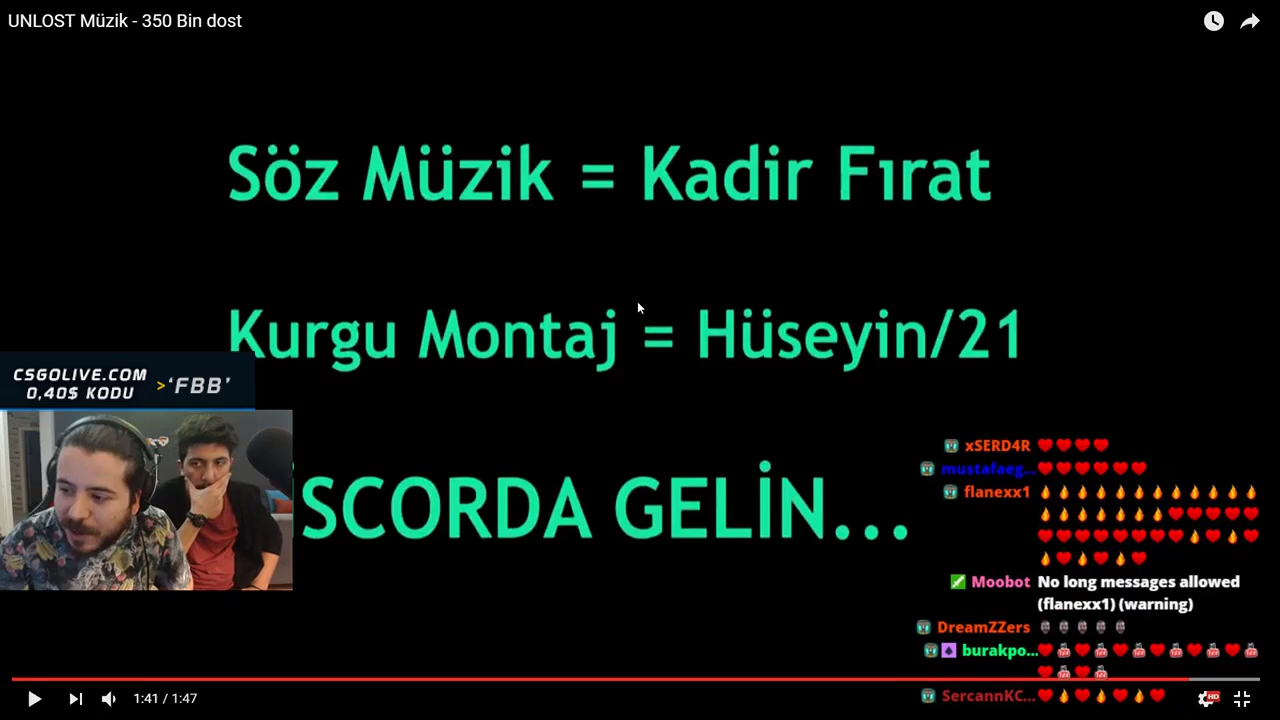 UNLOST Müzik - 350 Bin dost
Söz Müzik = Kadir Fırat
Kurgu Montaj = Hüseyin/21
CSGOLIVE.COM
0,40$ KODU
>'FBB'
İSCORDA GELİN...
xSERD4R
mustafaeg...
flanexx1
Moobot No long messages allowed
(flanexx1) (warning)
DreamZZers
burakpo...
SercannKC...
1:41 / 1:47
HD